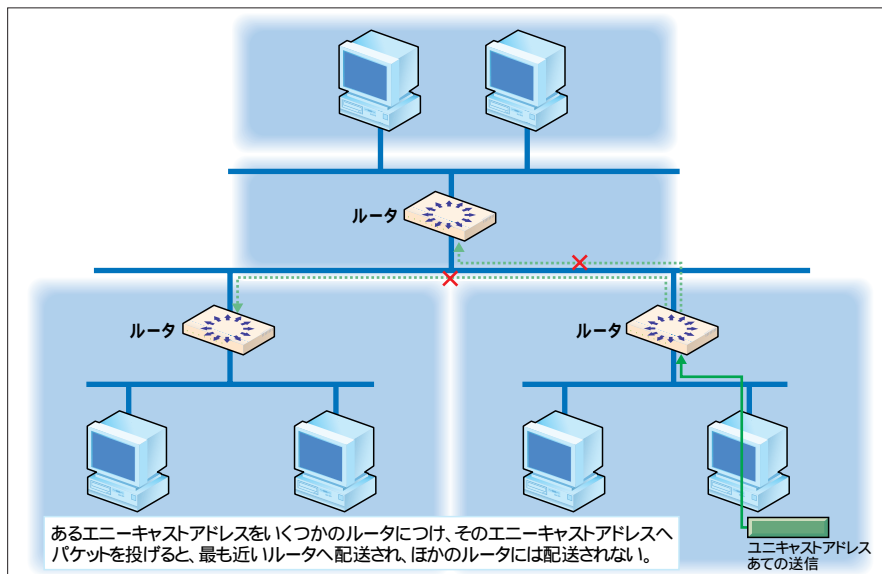 ルータ
ルータ
ルータ
あるエニーキャストアドレスをいくつかのルータにつけ、そのエニーキャストアドレスへ
パケットを投げると、最も近いルータへ配送され、ほかのルータには配送されない。
ユニキャストアドレス
あての送信